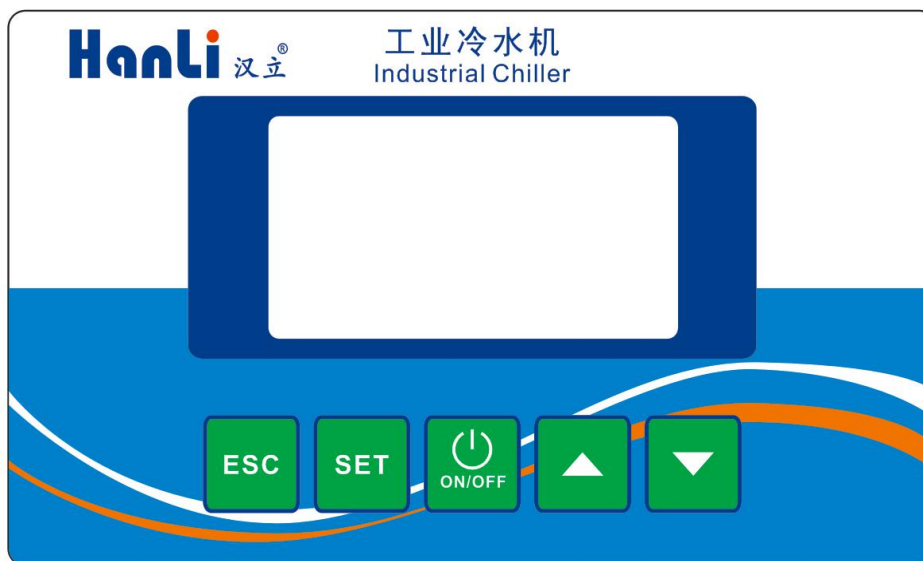 HanLi 汉立®
工业冷水机
Industrial Chiller
ESC
SET
ON/OFF